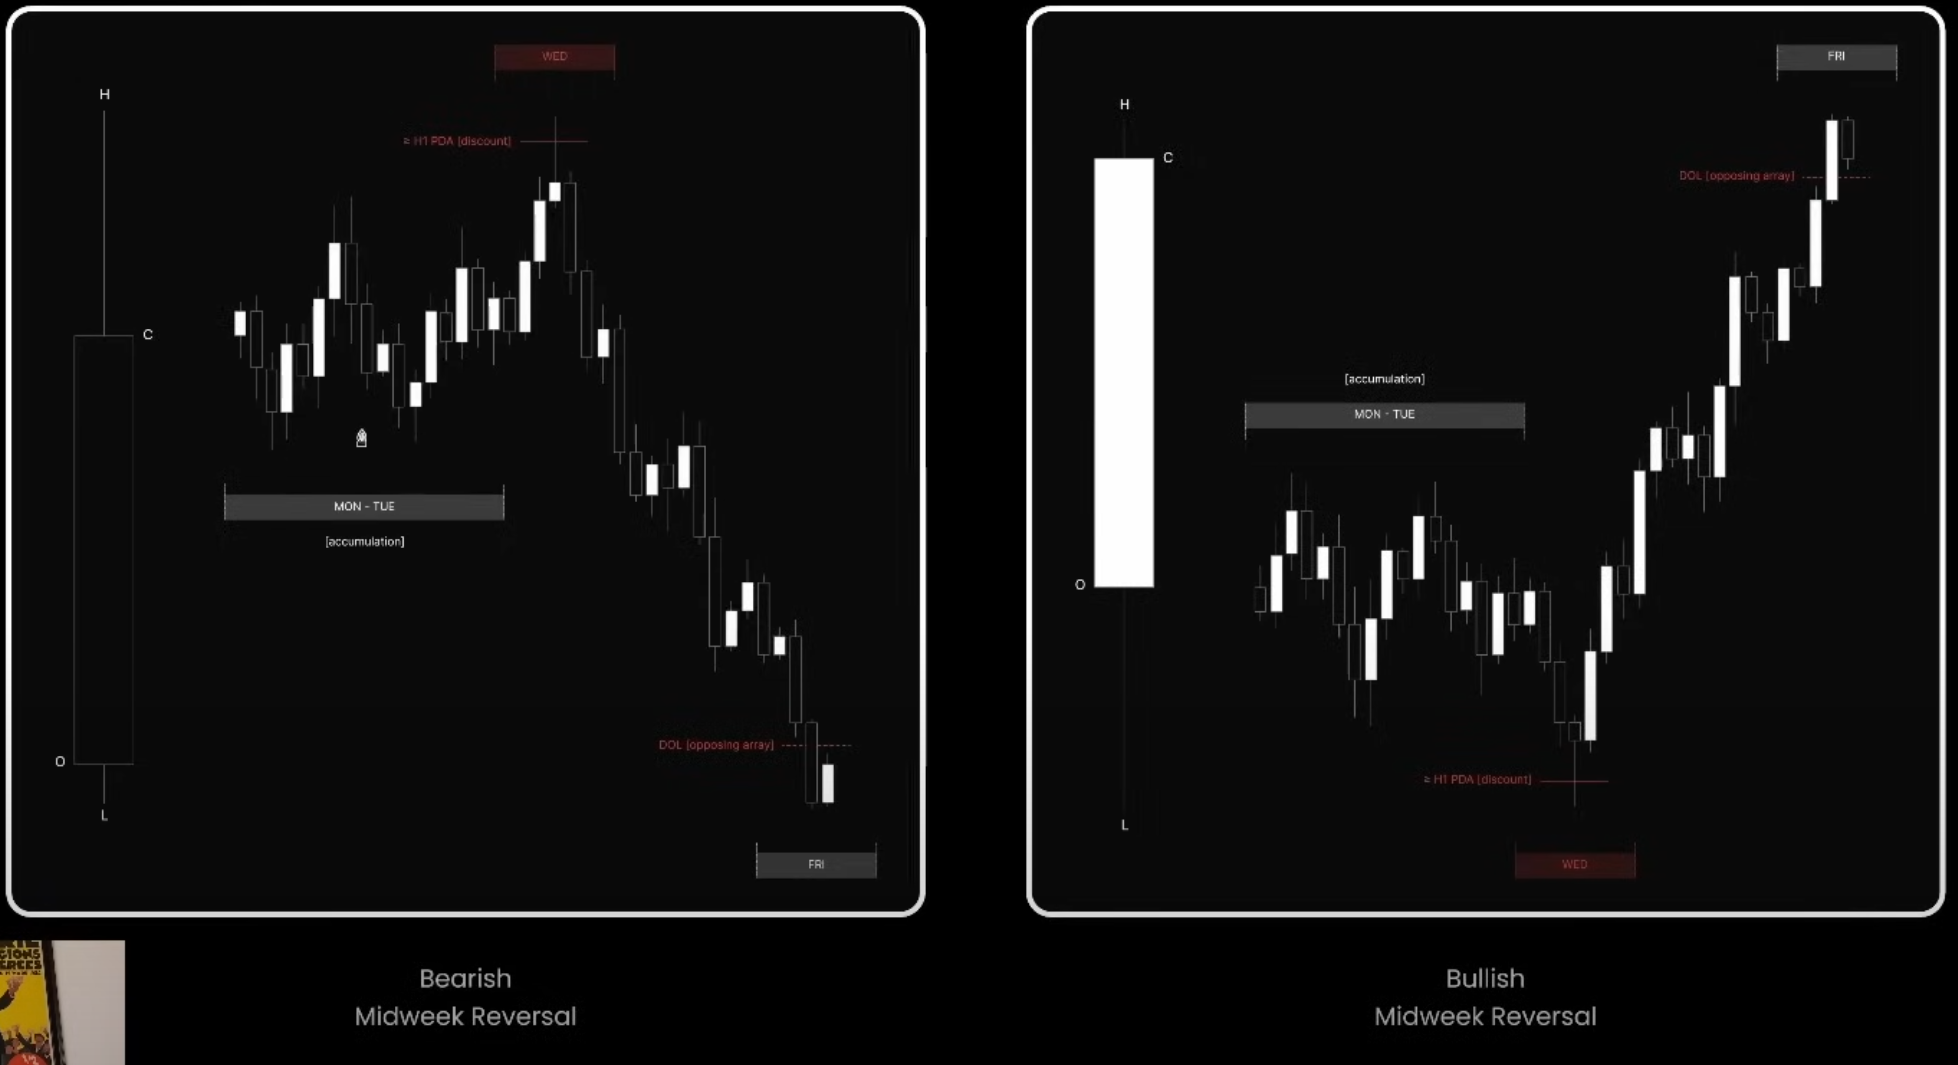 WED
H
≥ H1 PDA [discount]
C
MON - TUE
[accumulation]
DOL [opposing array]
O
L
FRI
Bearish
Midweek Reversal
FRI
H
C
DOL [opposing array]
[accumulation]
MON - TUE
O
≥ H1 PDA [discount]
L
WED
Bullish
Midweek Reversal